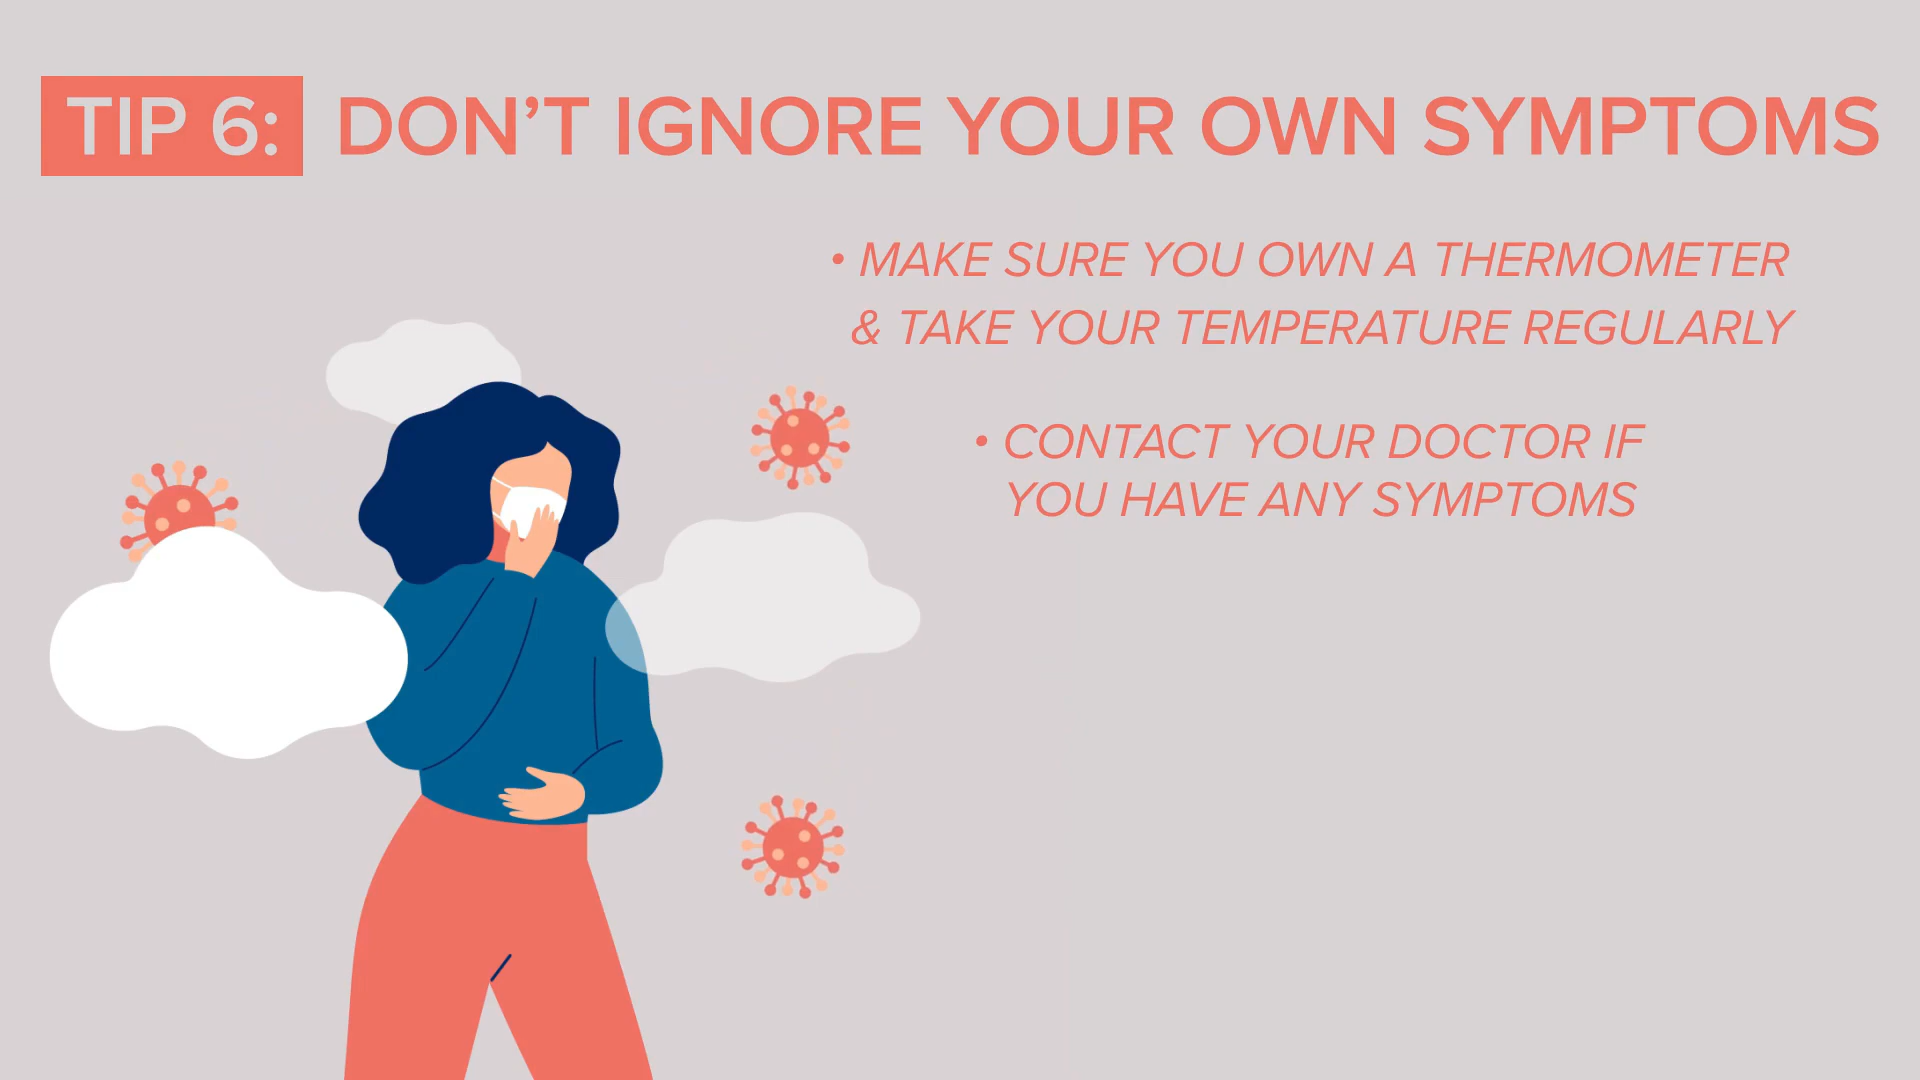 TIP 6: DON’T IGNORE YOUR OWN SYMPTOMS
• MAKE SURE YOU OWN A THERMOMETER
& TAKE YOUR TEMPERATURE REGULARLY
• CONTACT YOUR DOCTOR IF
YOU HAVE ANY SYMPTOMS